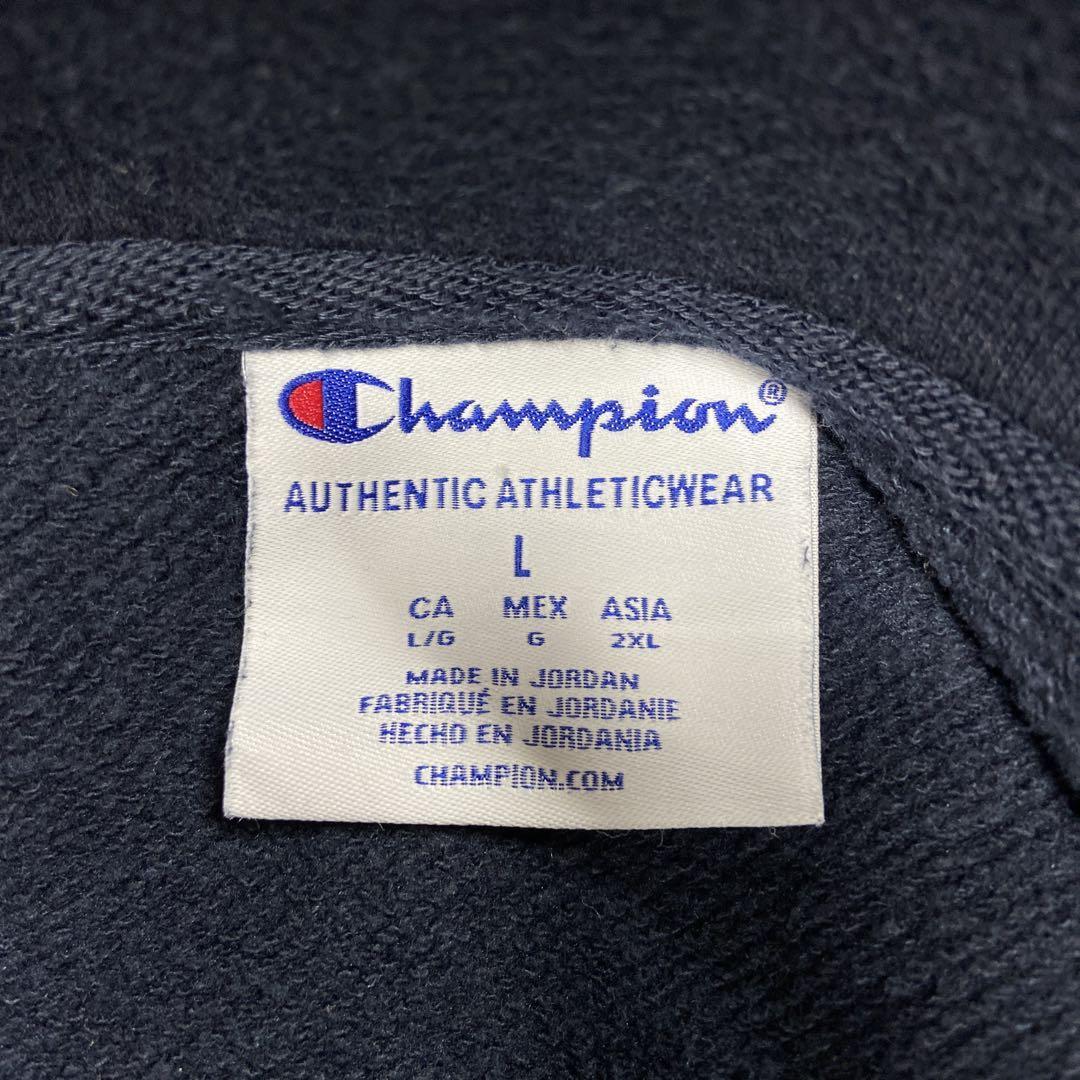 Champion®
AUTHENTIC ATHLETICWEAR
L
CA MEX ASIA
L/G G 2XL
MADE IN JORDAN
FABRIQUÉ EN JORDANIE
HECHO EN JORDANIA
CHAMPION.COM